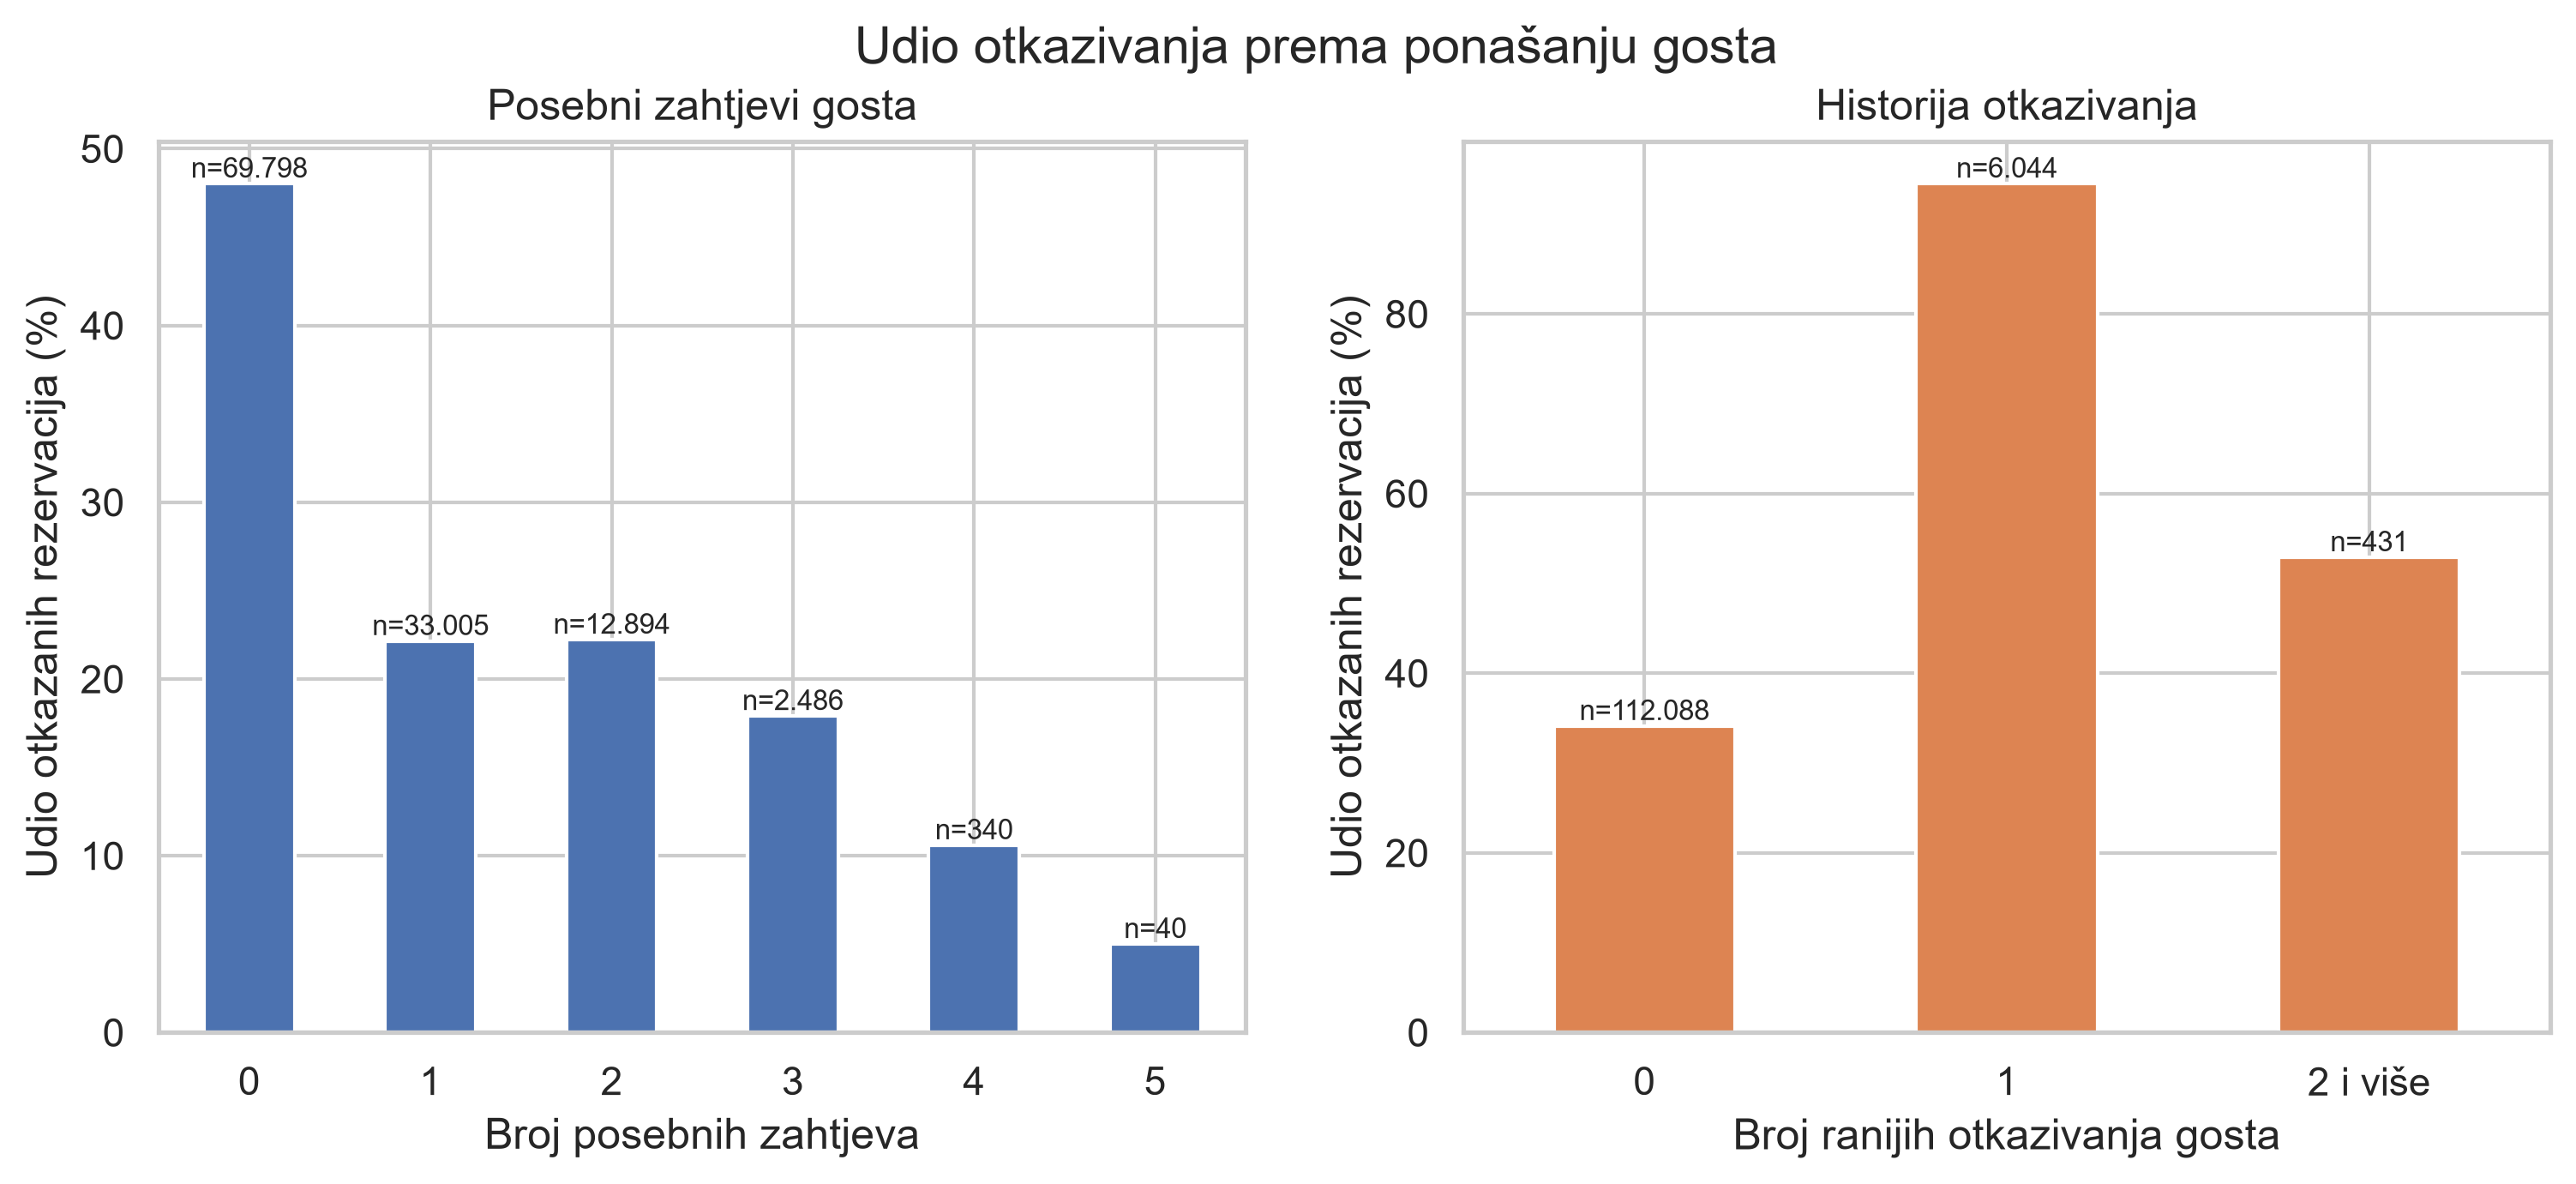 Udio otkazivanja prema ponašanju gosta
Posebni zahtjevi gosta
Udio otkazanih rezervacija (%)
50
40
30
20
10
0
n=69.798
n=33.005
n=12.894
n=2.486
n=340
n=40
0 1 2 3 4 5
Broj posebnih zahtjeva
Historija otkazivanja
Udio otkazanih rezervacija (%)
80
60
40
20
0
n=112.088
n=6.044
n=431
0 1 2 i više
Broj ranijih otkazivanja gosta